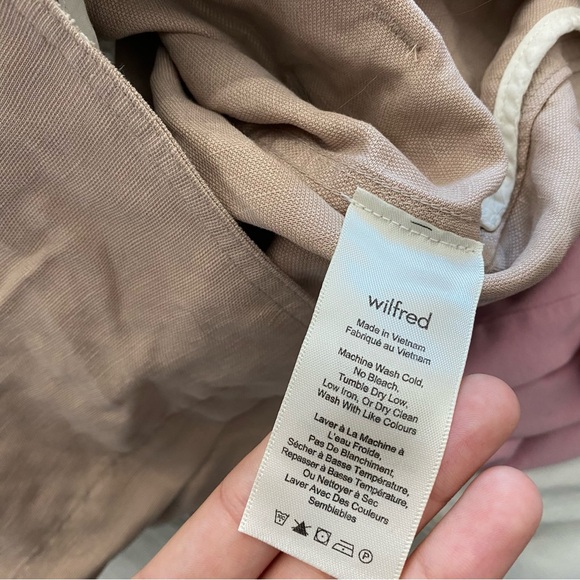 wilfred
Made in Vietnam
Fabriqué au Vietnam
Machine Wash Cold,
No Bleach,
Tumble Dry Low,
Low Iron, Or Dry Clean
Wash With Like Colours
Laver à La Machine à
L'eau Froide,
Pas De Blanchiment,
Sécher à Basse Température,
Repasser à Basse Température,
Ou Nettoyer à Sec
Laver Avec Des Couleurs
Semblables